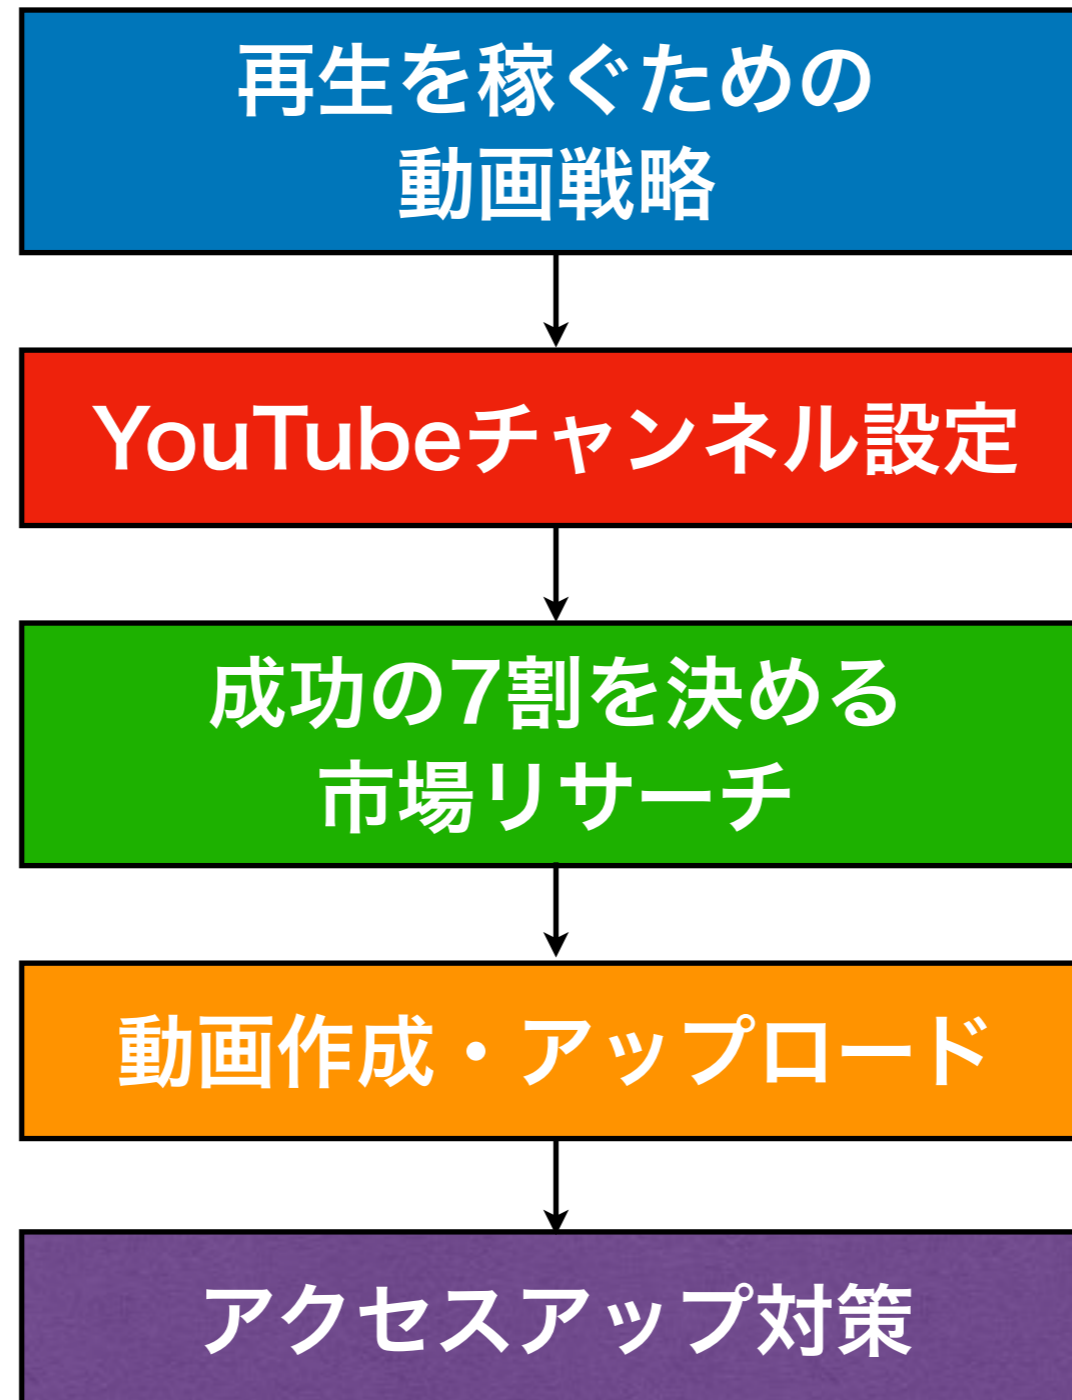 再生を稼ぐための
動画戦略
YouTubeチャンネル設定
成功の7割を決める
市場リサーチ
動画作成・アップロード
アクセスアップ対策